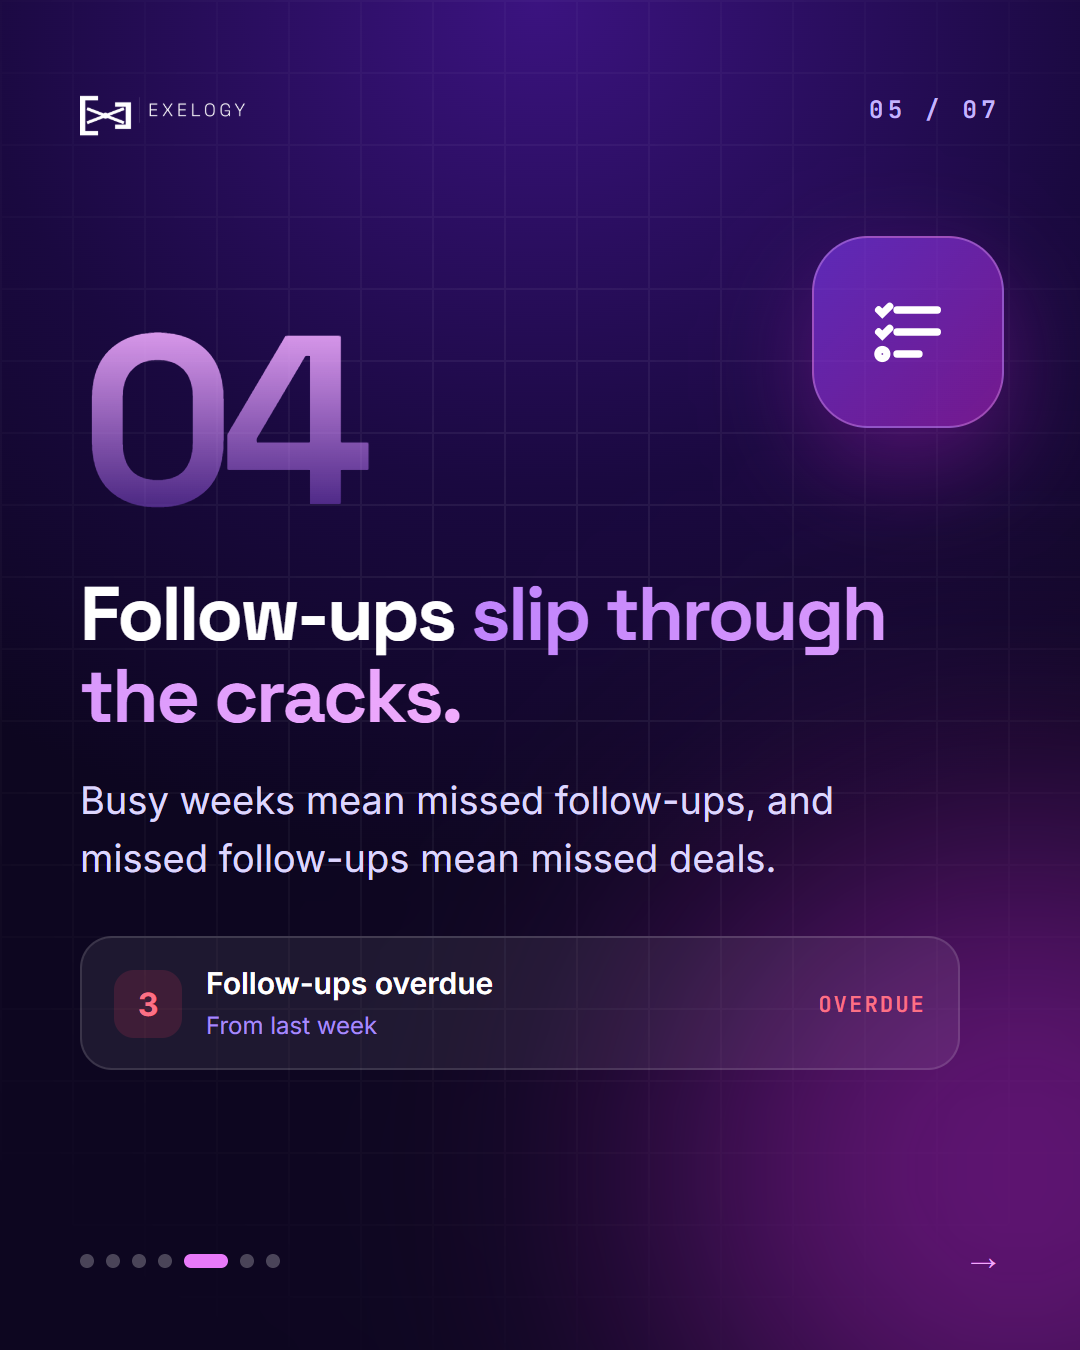 EXELOGY
05 / 07
04
Follow-ups slip through
the cracks.
Busy weeks mean missed follow-ups, and
missed follow-ups mean missed deals.
3
Follow-ups overdue
From last week
OVERDUE
→